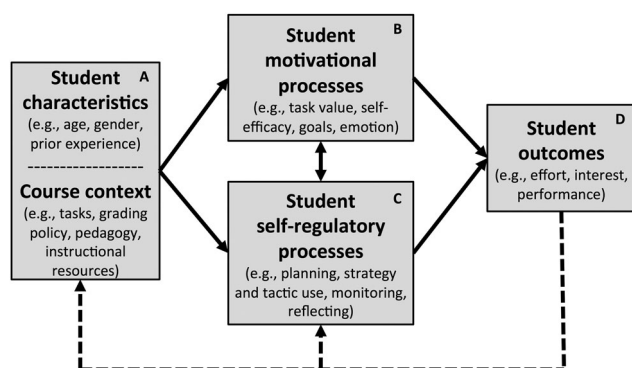 A
Student
characteristics
(e.g., age, gender,
prior experience)
Course context
(e.g., tasks, grading
policy, pedagogy,
instructional
resources)
B
Student
motivational
processes
(e.g., task value, self-
efficacy, goals, emotion)
C
Student
self-regulatory
processes
(e.g., planning, strategy
and tactic use, monitoring,
reflecting)
D
Student
outcomes
(e.g., effort, interest,
performance)